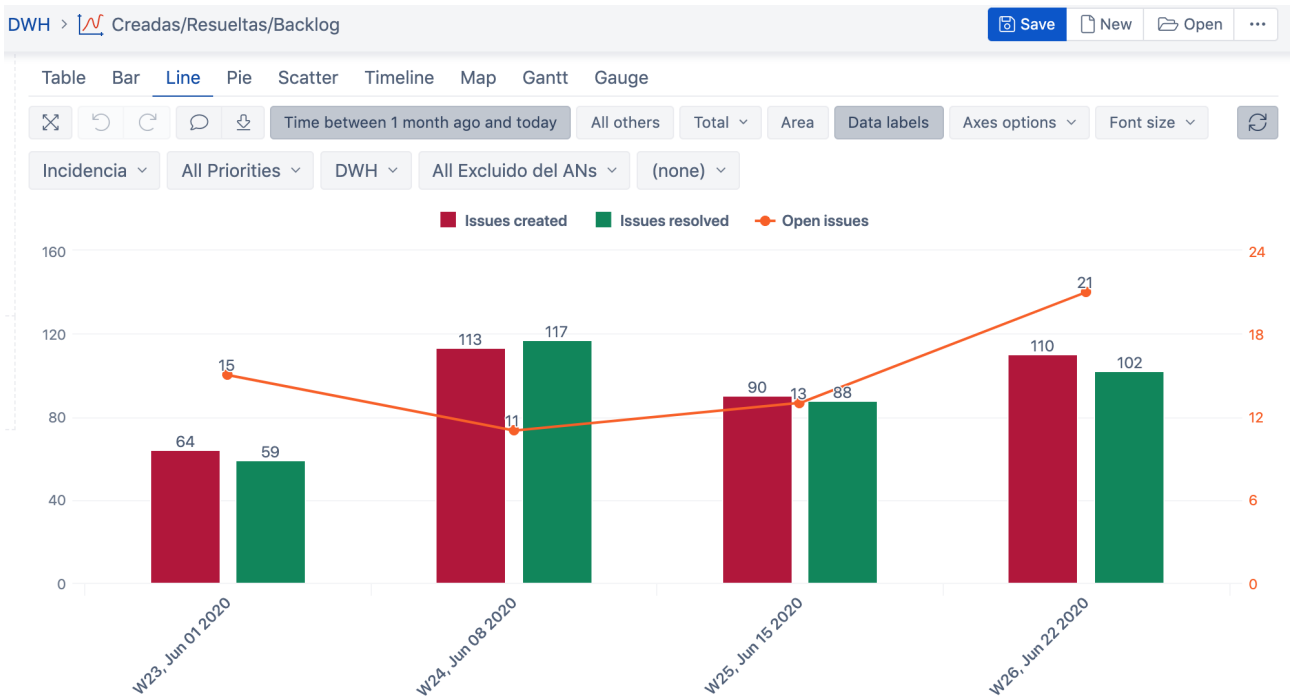 DWH > Creadas/Resueltas/Backlog
Save New Open ...
Table Bar Line Pie Scatter Timeline Map Gantt Gauge
Time between 1 month ago and today All others Total Area Data labels Axes options Font size
Incidencia All Priorities DWH All Excluido del ANs (none)
Issues created Issues resolved Open issues
160 24
21
120 113 117 110 18
15 90 13 88 102
80 11 12
64 59
40 6
0 0
W23, Jun 01 2020 W24, Jun 08 2020 W25, Jun 15 2020 W26, Jun 22 2020